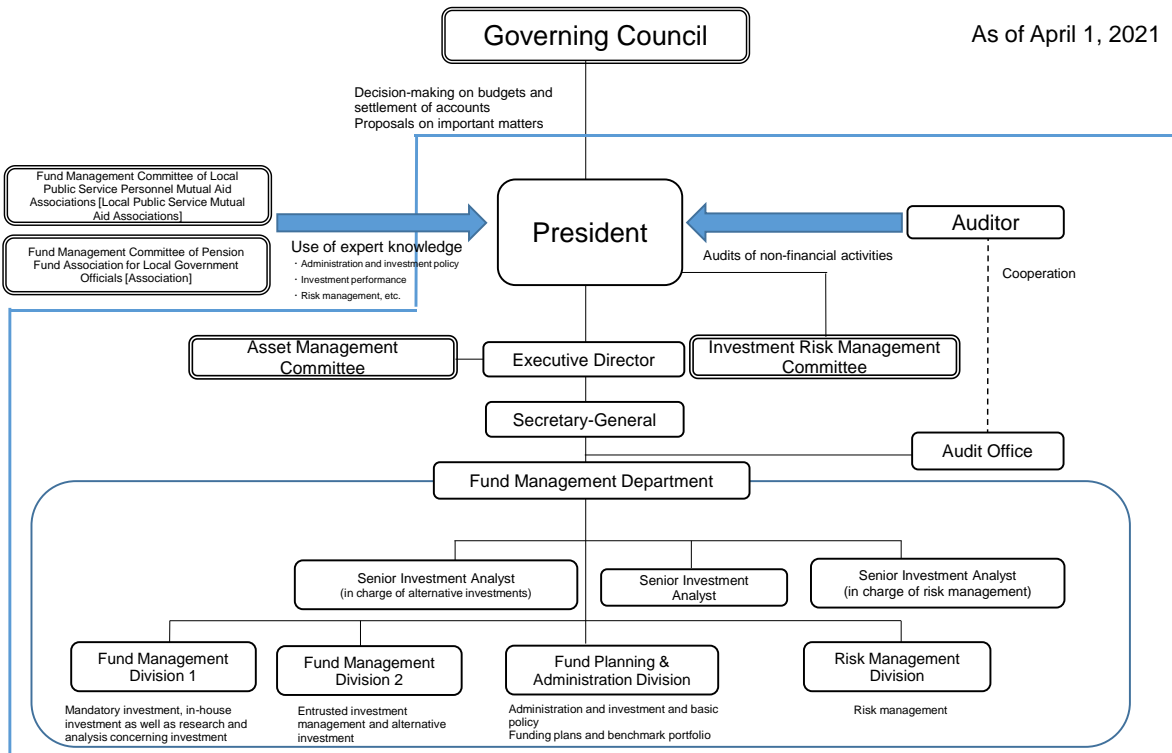 Governing Council
As of April 1, 2021
Decision-making on budgets and
settlement of accounts
Proposals on important matters
Fund Management Committee of Local
Public Service Personnel Mutual Aid
Associations [Local Public Service Mutual
Aid Associations]
Fund Management Committee of Pension
Fund Association for Local Government
Officials [Association]
Use of expert knowledge
・Administration and investment policy
・Investment performance
・Risk management, etc.
President
Auditor
Audits of non-financial activities
Cooperation
Asset Management
Committee
Executive Director
Investment Risk Management
Committee
Secretary-General
Audit Office
Fund Management Department
Senior Investment Analyst
(in charge of alternative investments)
Senior Investment
Analyst
Senior Investment Analyst
(in charge of risk management)
Fund Management
Division 1
Fund Management
Division 2
Fund Planning &
Administration Division
Risk Management
Division
Mandatory investment, in-house
investment as well as research and
analysis concerning investment
Entrusted investment
management and alternative
investment
Administration and investment and basic
policy
Funding plans and benchmark portfolio
Risk management